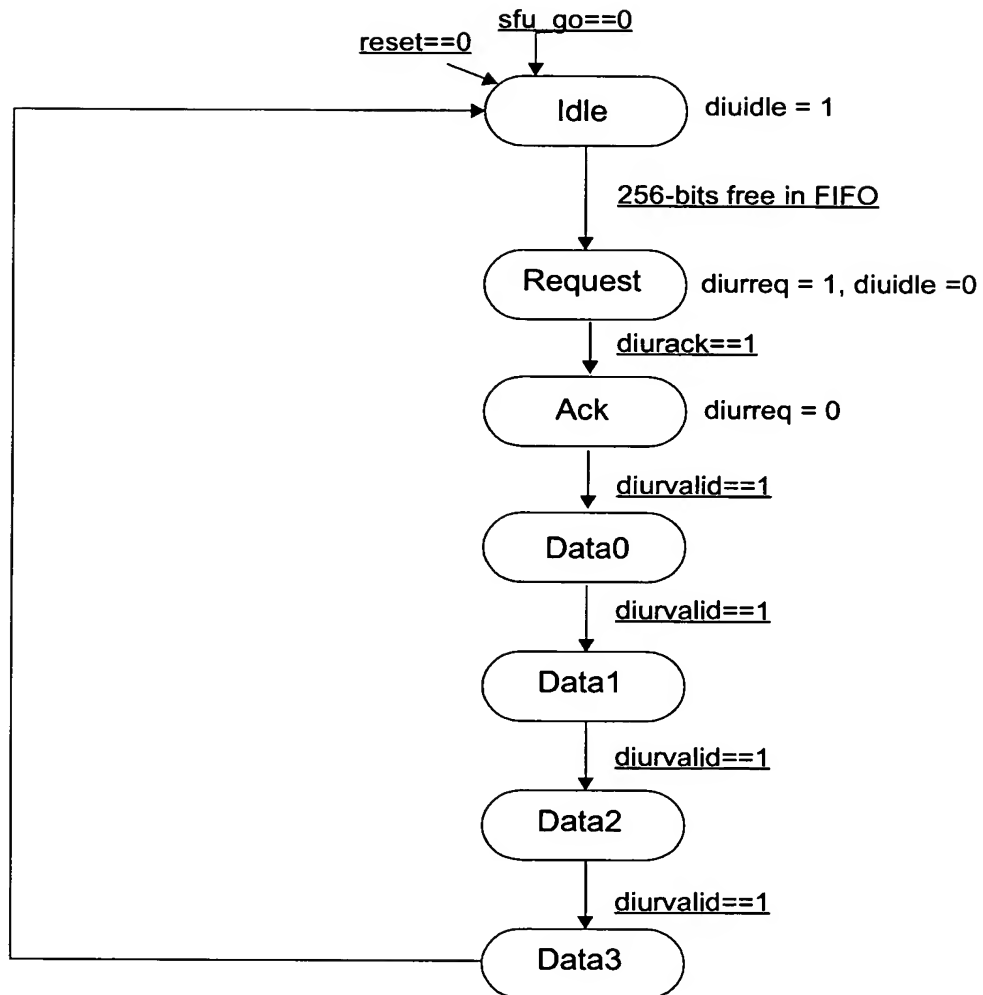 sfu_go==0
reset==0
Idle
diuidle = 1
256-bits free in FIFO
Request
diurreq = 1, diuidle =0
diurack==1
Ack
diurreq = 0
diurvalid==1
Data0
diurvalid==1
Data1
diurvalid==1
Data2
diurvalid==1
Data3